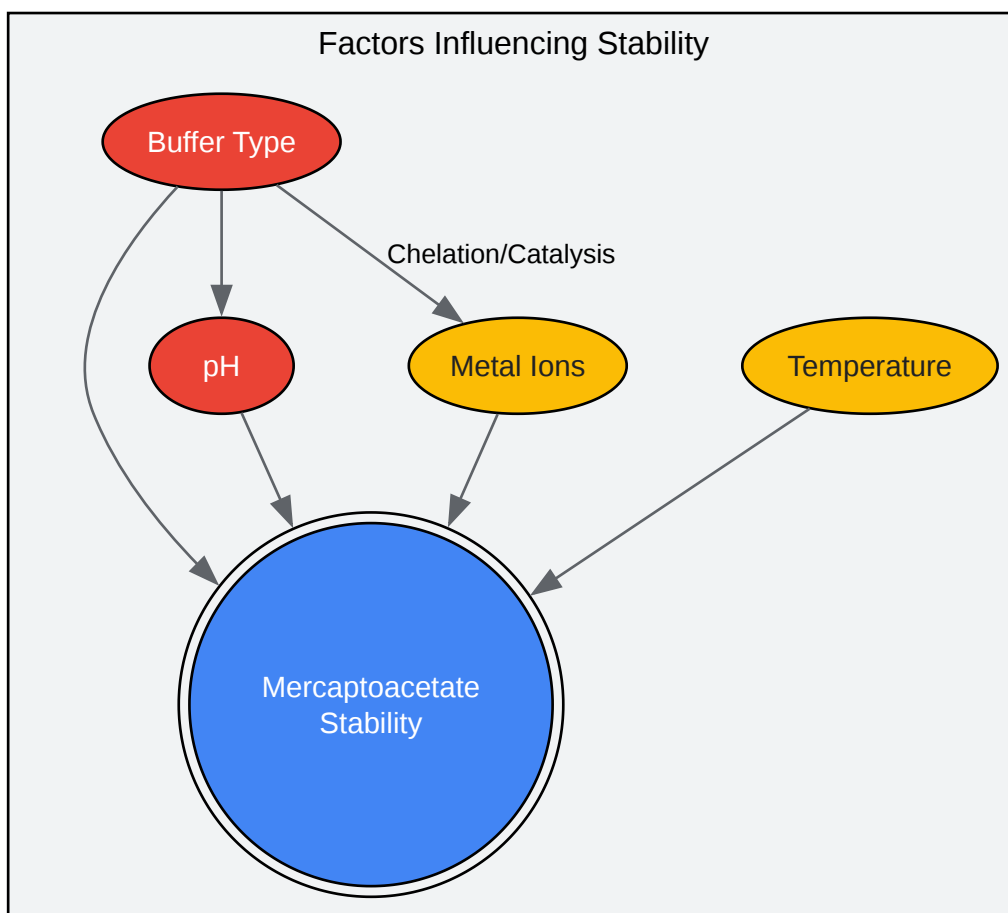 Factors Influencing Stability
Buffer Type
Chelation/Catalysis
pH
Metal Ions
Temperature
Mercaptoacetate
Stability